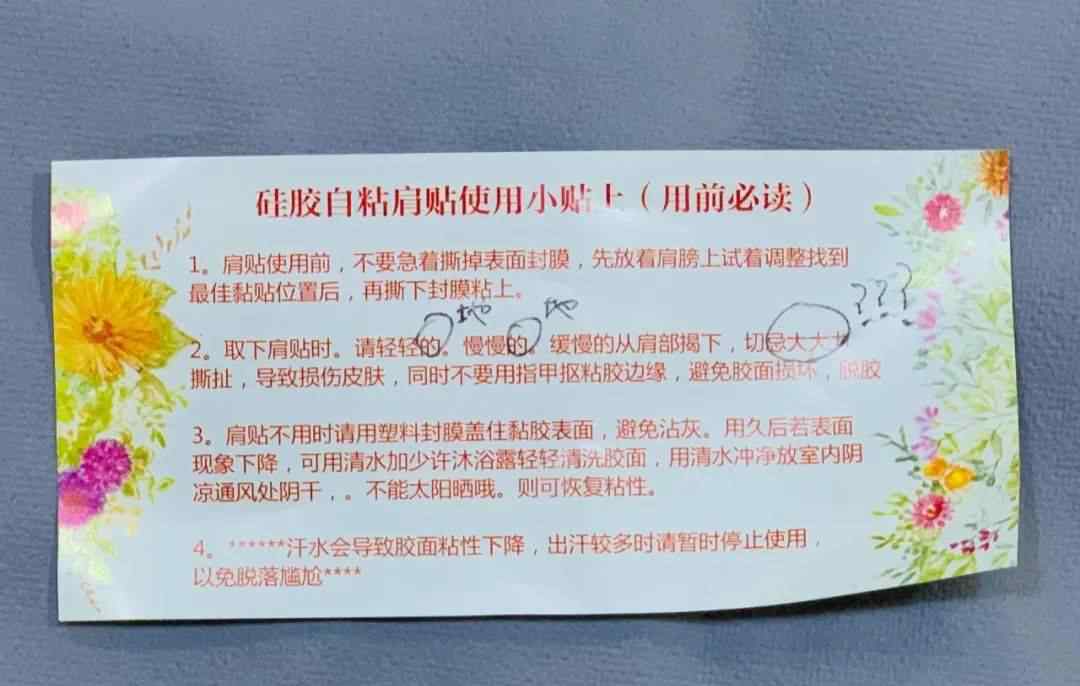 硅胶自粘肩贴使用小贴上（用前必读）
1。肩贴使用前，不要急着撕掉表面封膜，先放着肩膀上试着调整找到
最佳黏贴位置后，再撕下封膜粘上。
地 地 ???
2。取下肩贴时。请轻轻的。慢慢的。缓慢的从肩部揭下，切忌大大
撕扯，导致损伤皮肤，同时不要用指甲抠粘胶边缘，避免胶面损坏，脱胶
3。肩贴不用时请用塑料封膜盖住黏胶表面，避免沾灰。用久后若表面
现象下降，可用清水加少许沐浴露轻轻清洗胶面，用清水冲净放室内阴
凉通风处阴干，。不能太阳晒哦。则可恢复粘性。
4。******汗水会导致胶面粘性下降，出汗较多时请暂时停止使用，
以免脱落尴尬****